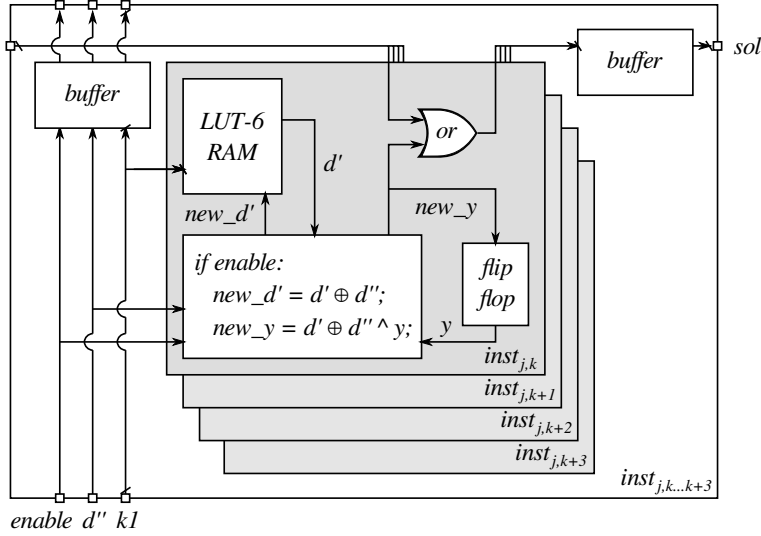 sol
buffer
buffer
LUT-6
RAM
or
d'
new_d'
new_y
if enable:
new_d' = d' ⊕ d'';
new_y = d' ⊕ d'' ^ y;
flip
flop
y
inst_{j,k}
inst_{j,k+1}
inst_{j,k+2}
inst_{j,k+3}
inst_{j,k...k+3}
enable d'' k1